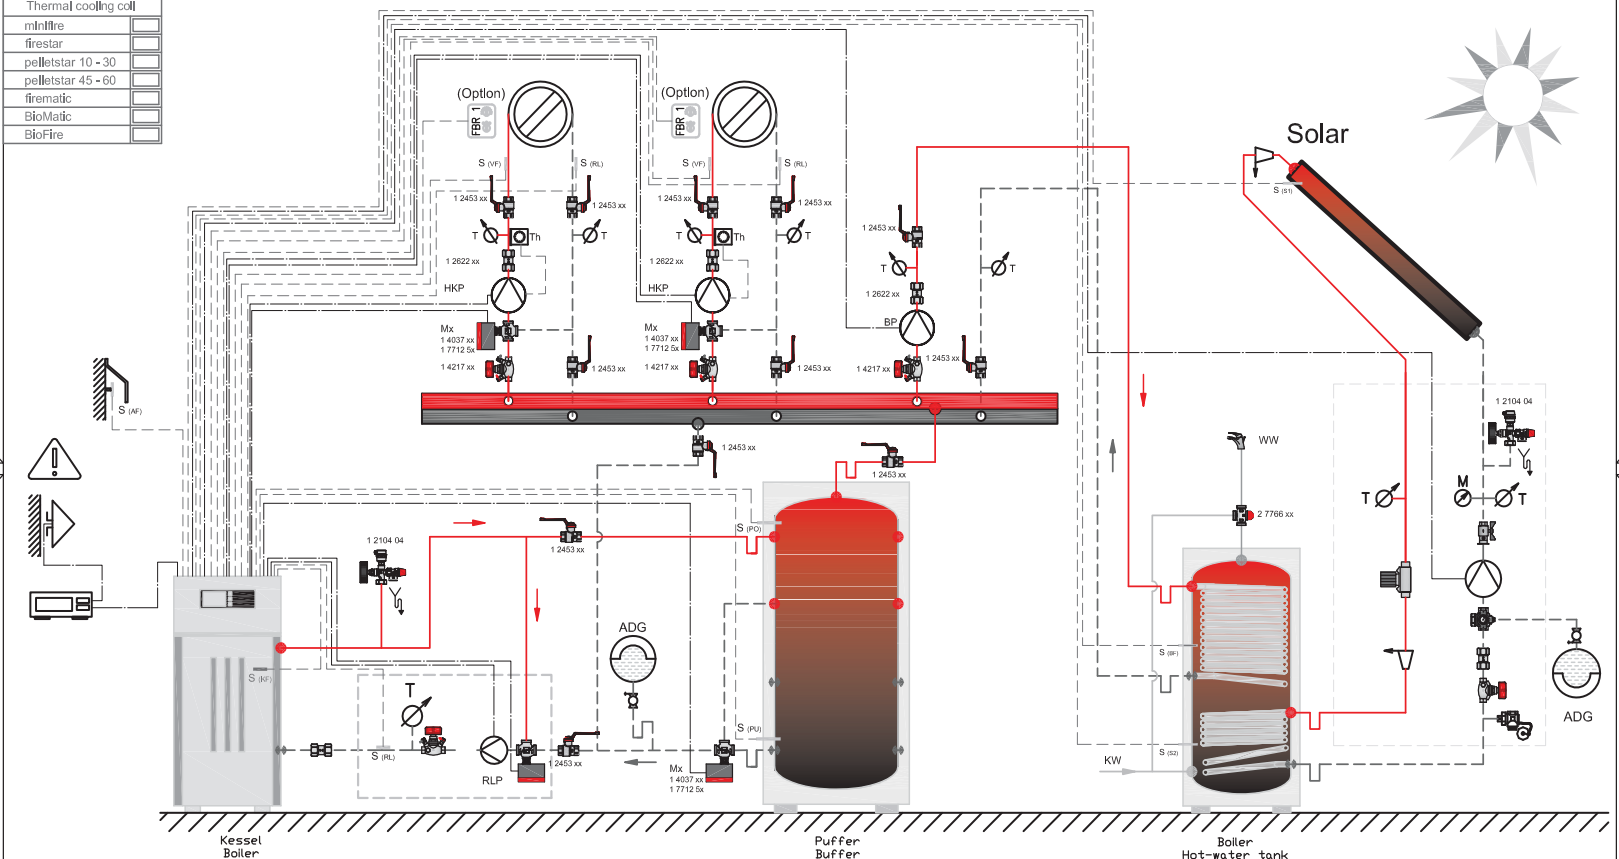 Thermal cooling coil
minifire
firestar
pelletstar 10 - 30
pelletstar 45 - 60
firematic
BioMatic
BioFire
(Option)
FBR 1
(Option)
FBR 1
Solar
S (VF)
S (RL)
S (VF)
S (RL)
S (S1)
1 2453 xx
1 2453 xx
1 2453 xx
1 2453 xx
1 2453 xx
T
Th
T
T
Th
T
1 2622 xx
1 2622 xx
T
T
HKP
HKP
1 2622 xx
BP
Mx
1 4037 xx
1 7712 5x
Mx
1 4037 xx
1 7712 5x
1 4217 xx
1 2453 xx
1 4217 xx
1 2453 xx
1 4217 xx
1 2453 xx
S (AF)
1 2104 04
1 2453 xx
1 2453 xx
WW
M
T
T
2 7766 xx
S (PO)
1 2104 04
1 2453 xx
ADG
S (KF)
S (BF)
T
S (PU)
S (RL)
RLP
1 2453 xx
Mx
1 4037 xx
1 7712 5x
S (S2)
KW
ADG
Kessel
Boiler
Puffer
Buffer
Boiler
Hot-water tank